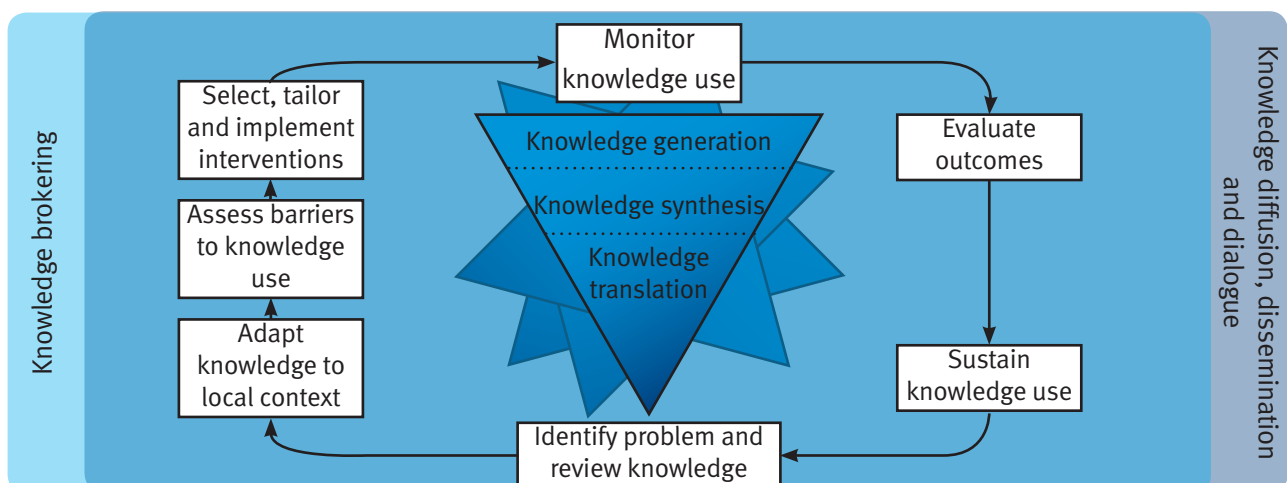 Knowledge brokering
Monitor
knowledge use
Select, tailor
and implement
interventions
Assess barriers
to knowledge
use
Adapt
knowledge to
local context
Knowledge generation
Knowledge synthesis
Knowledge
translation
Evaluate
outcomes
Sustain
knowledge use
Identify problem and
review knowledge
Knowledge diffusion, dissemination
and dialogue